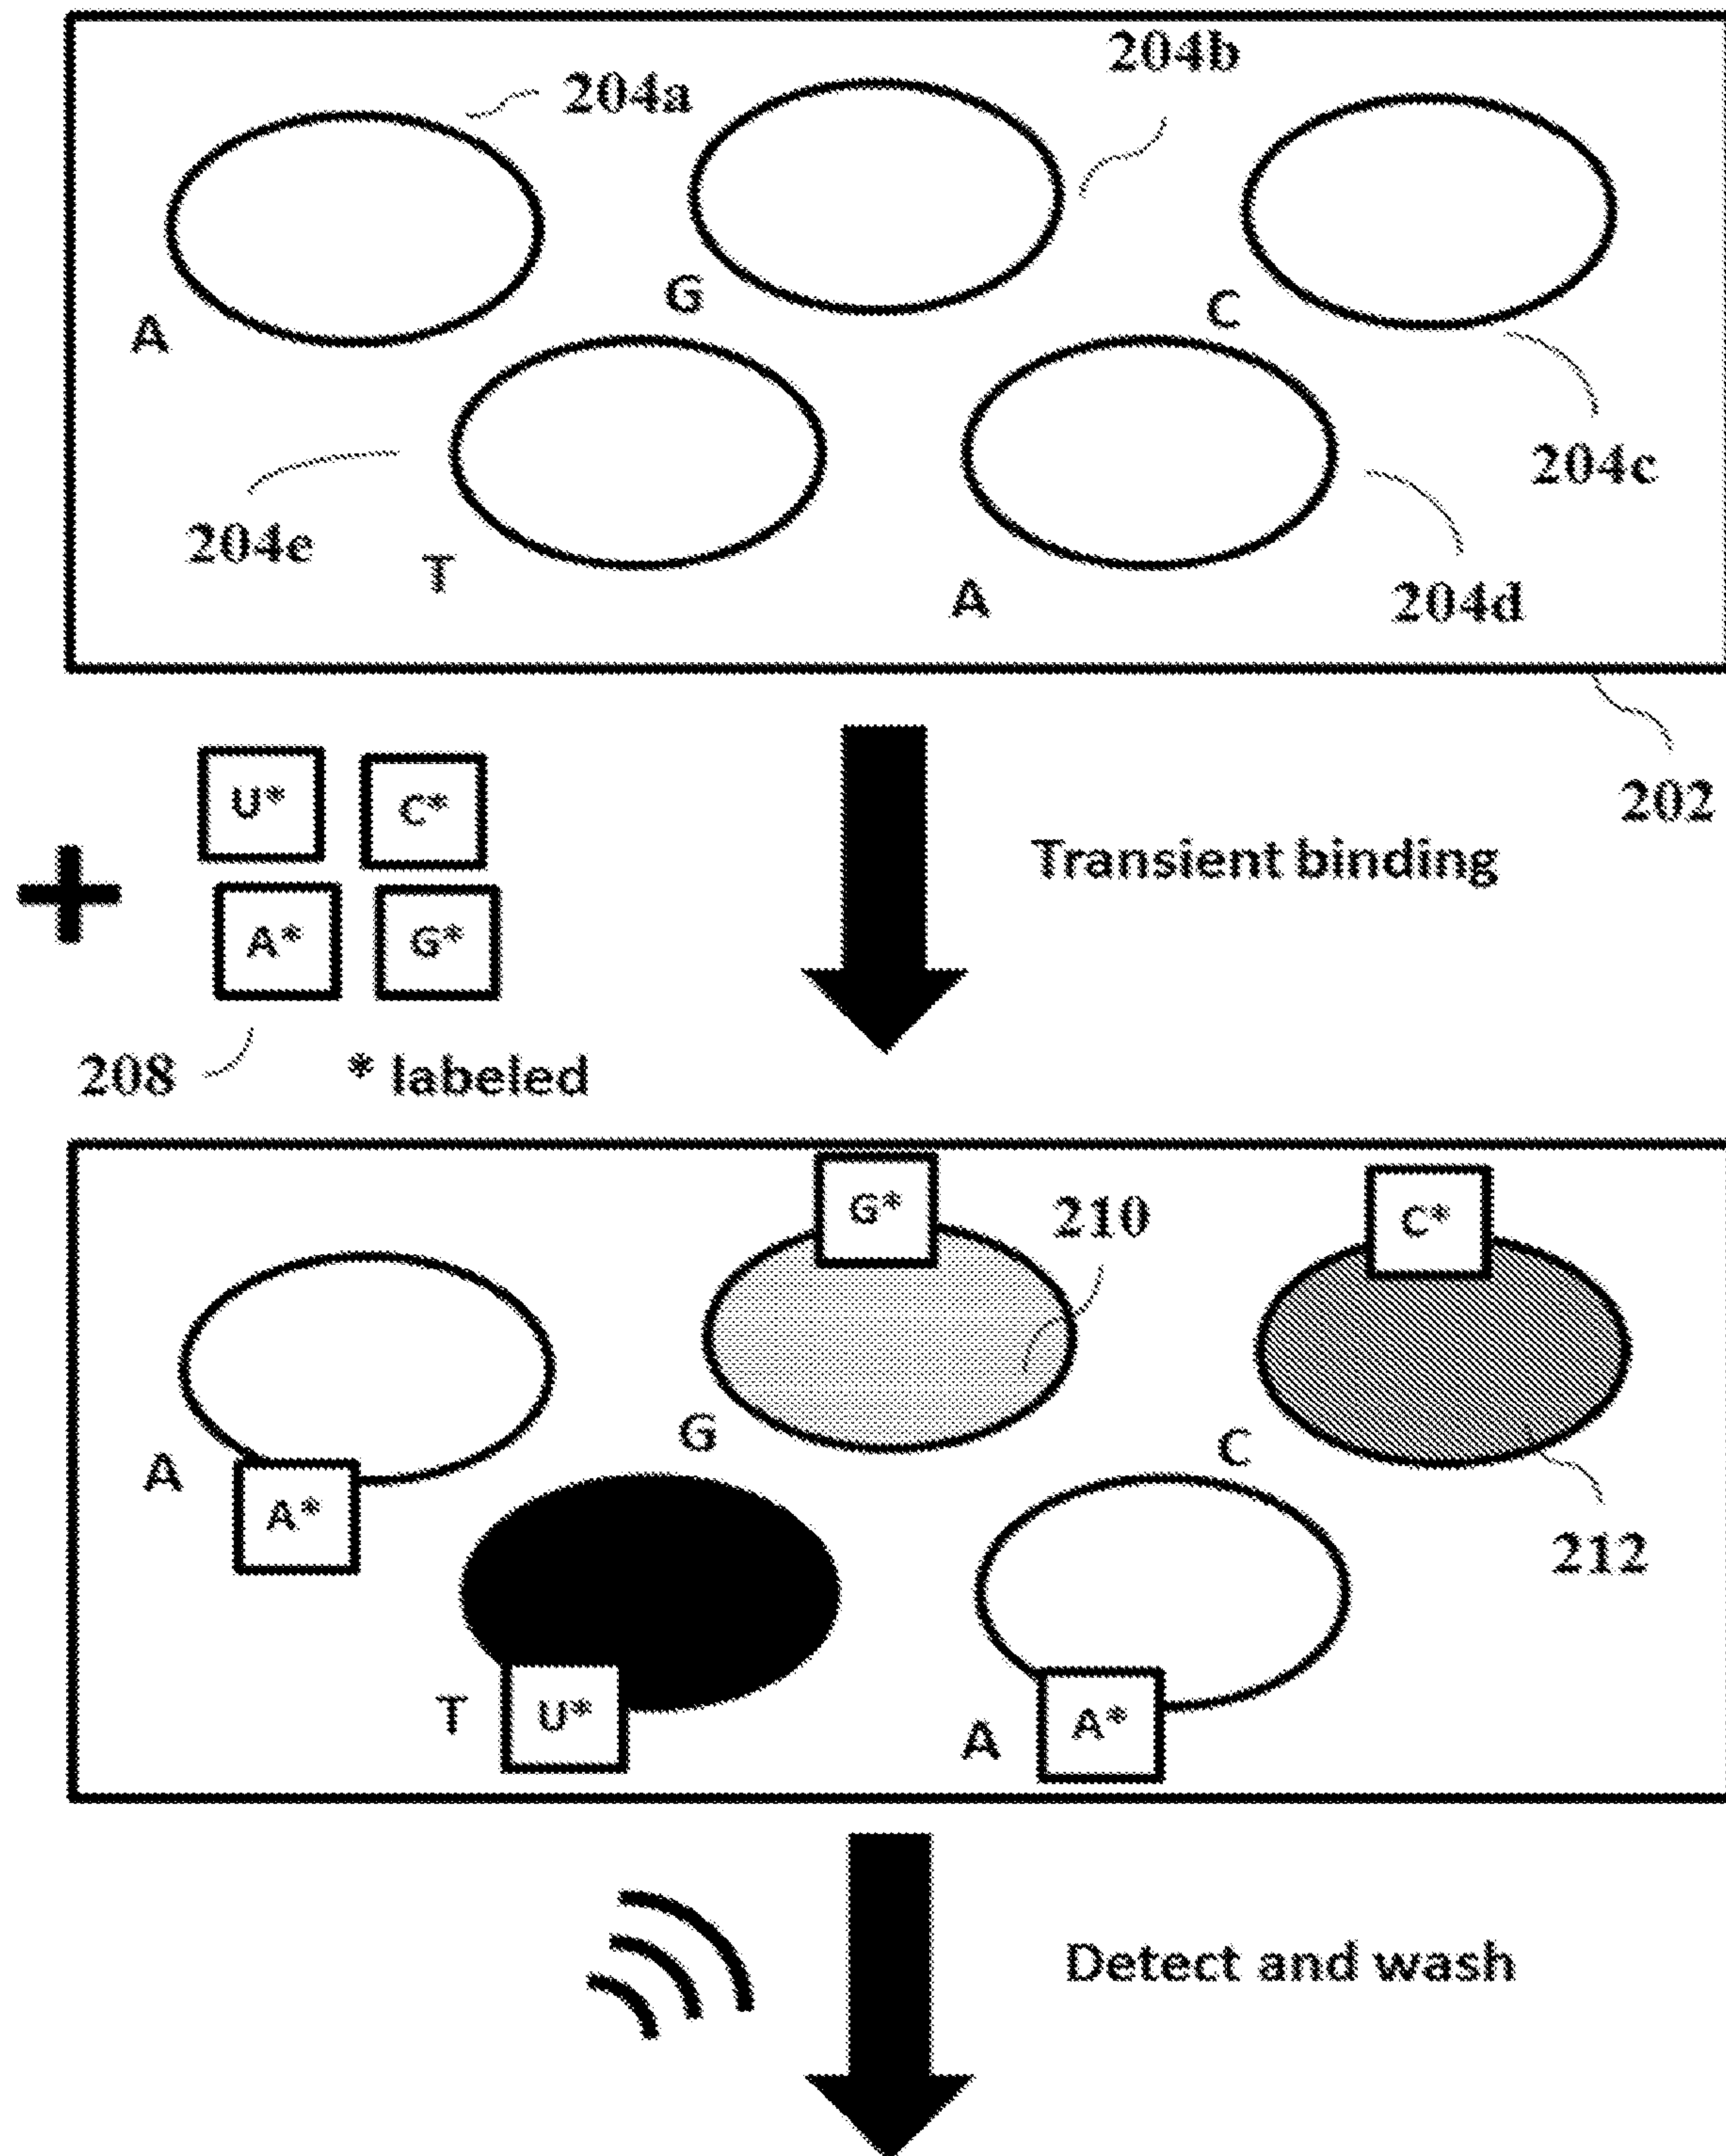 204b
204a
G
C
A
204c
204e
T
A
204d
202
U*
C*
Transient binding
+
A*
G*
208
* labeled
G*
C*
210
G
C
A
A*
212
T
U*
A
A*
Detect and wash